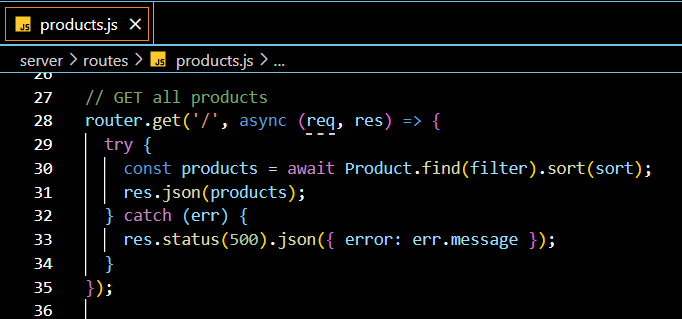 JS products.js ×
server > routes > JS products.js > ...
26
27 // GET all products
28 router.get('/', async (req, res) => {
29   try {
30     const products = await Product.find(filter).sort(sort);
31     res.json(products);
32   } catch (err) {
33     res.status(500).json({ error: err.message });
34   }
35 });
36